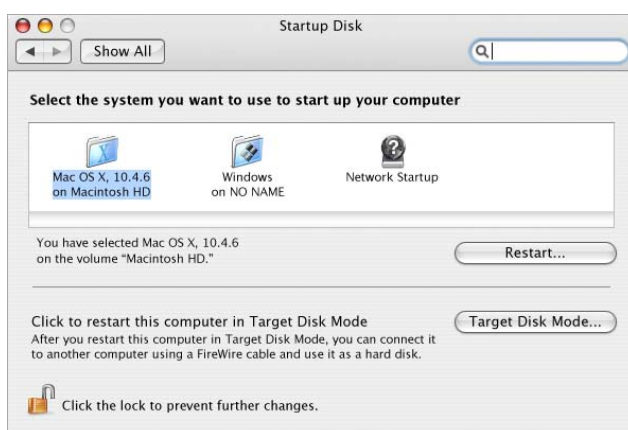 Startup Disk
Show All
Select the system you want to use to start up your computer
Mac OS X, 10.4.6
on Macintosh HD
Windows
on NO NAME
Network Startup
You have selected Mac OS X, 10.4.6
on the volume “Macintosh HD.”
Restart...
Click to restart this computer in Target Disk Mode
Target Disk Mode...
After you restart this computer in Target Disk Mode, you can connect it
to another computer using a FireWire cable and use it as a hard disk.
Click the lock to prevent further changes.